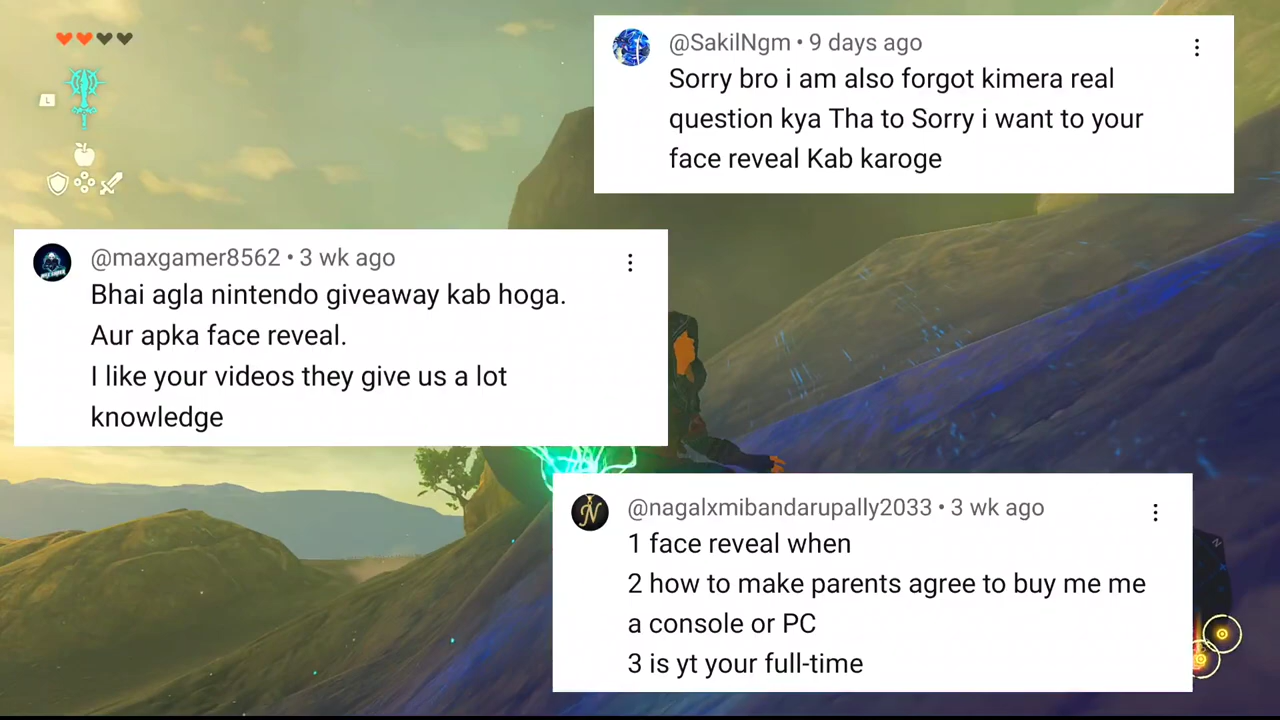 @SakilNgm • 9 days ago
Sorry bro i am also forgot kimera real
question kya Tha to Sorry i want to your
face reveal Kab karoge
L
@maxgamer8562 • 3 wk ago
Bhai agla nintendo giveaway kab hoga.
Aur apka face reveal.
I like your videos they give us a lot
knowledge
N
@nagalxmibandarupally2033 • 3 wk ago
1 face reveal when
2 how to make parents agree to buy me me
a console or PC
3 is yt your full-time